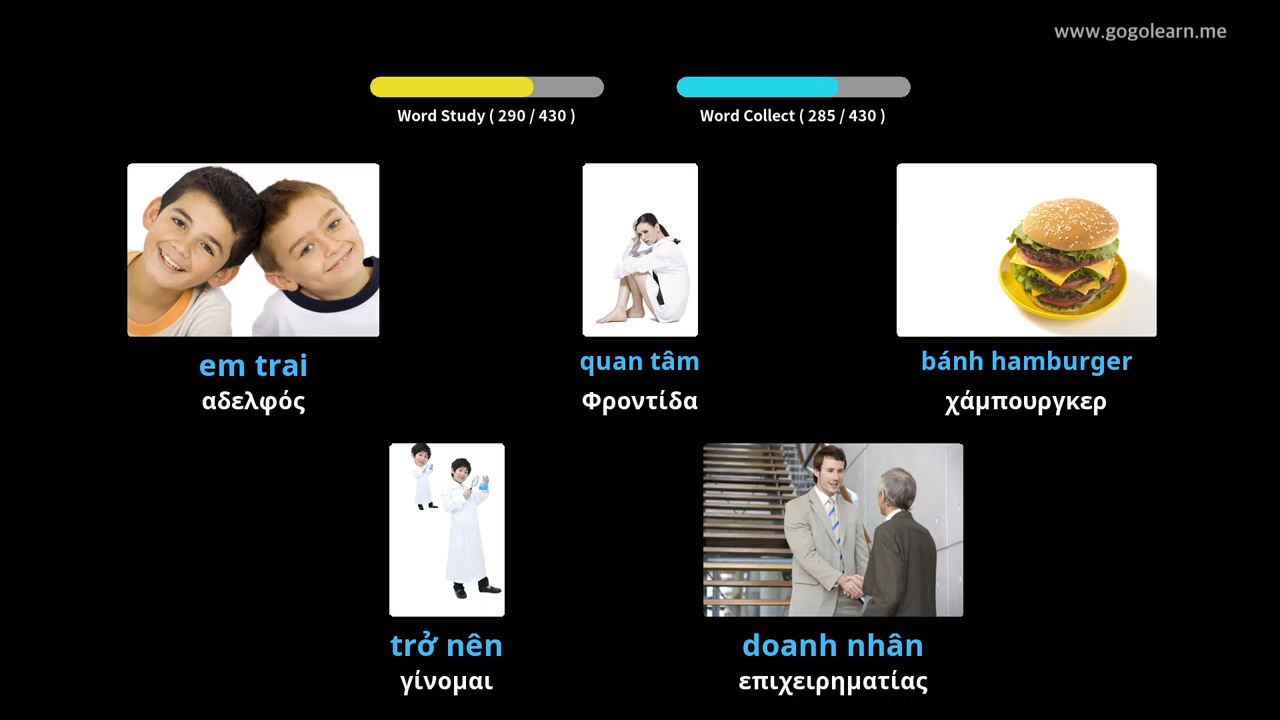 www.gogolearn.me
Word Study ( 290 / 430 )
Word Collect ( 285 / 430 )
em trai
αδελφός
quan tâm
Φροντίδα
bánh hamburger
χάμπουργκερ
trở nên
γίνομαι
doanh nhân
επιχειρηματίας